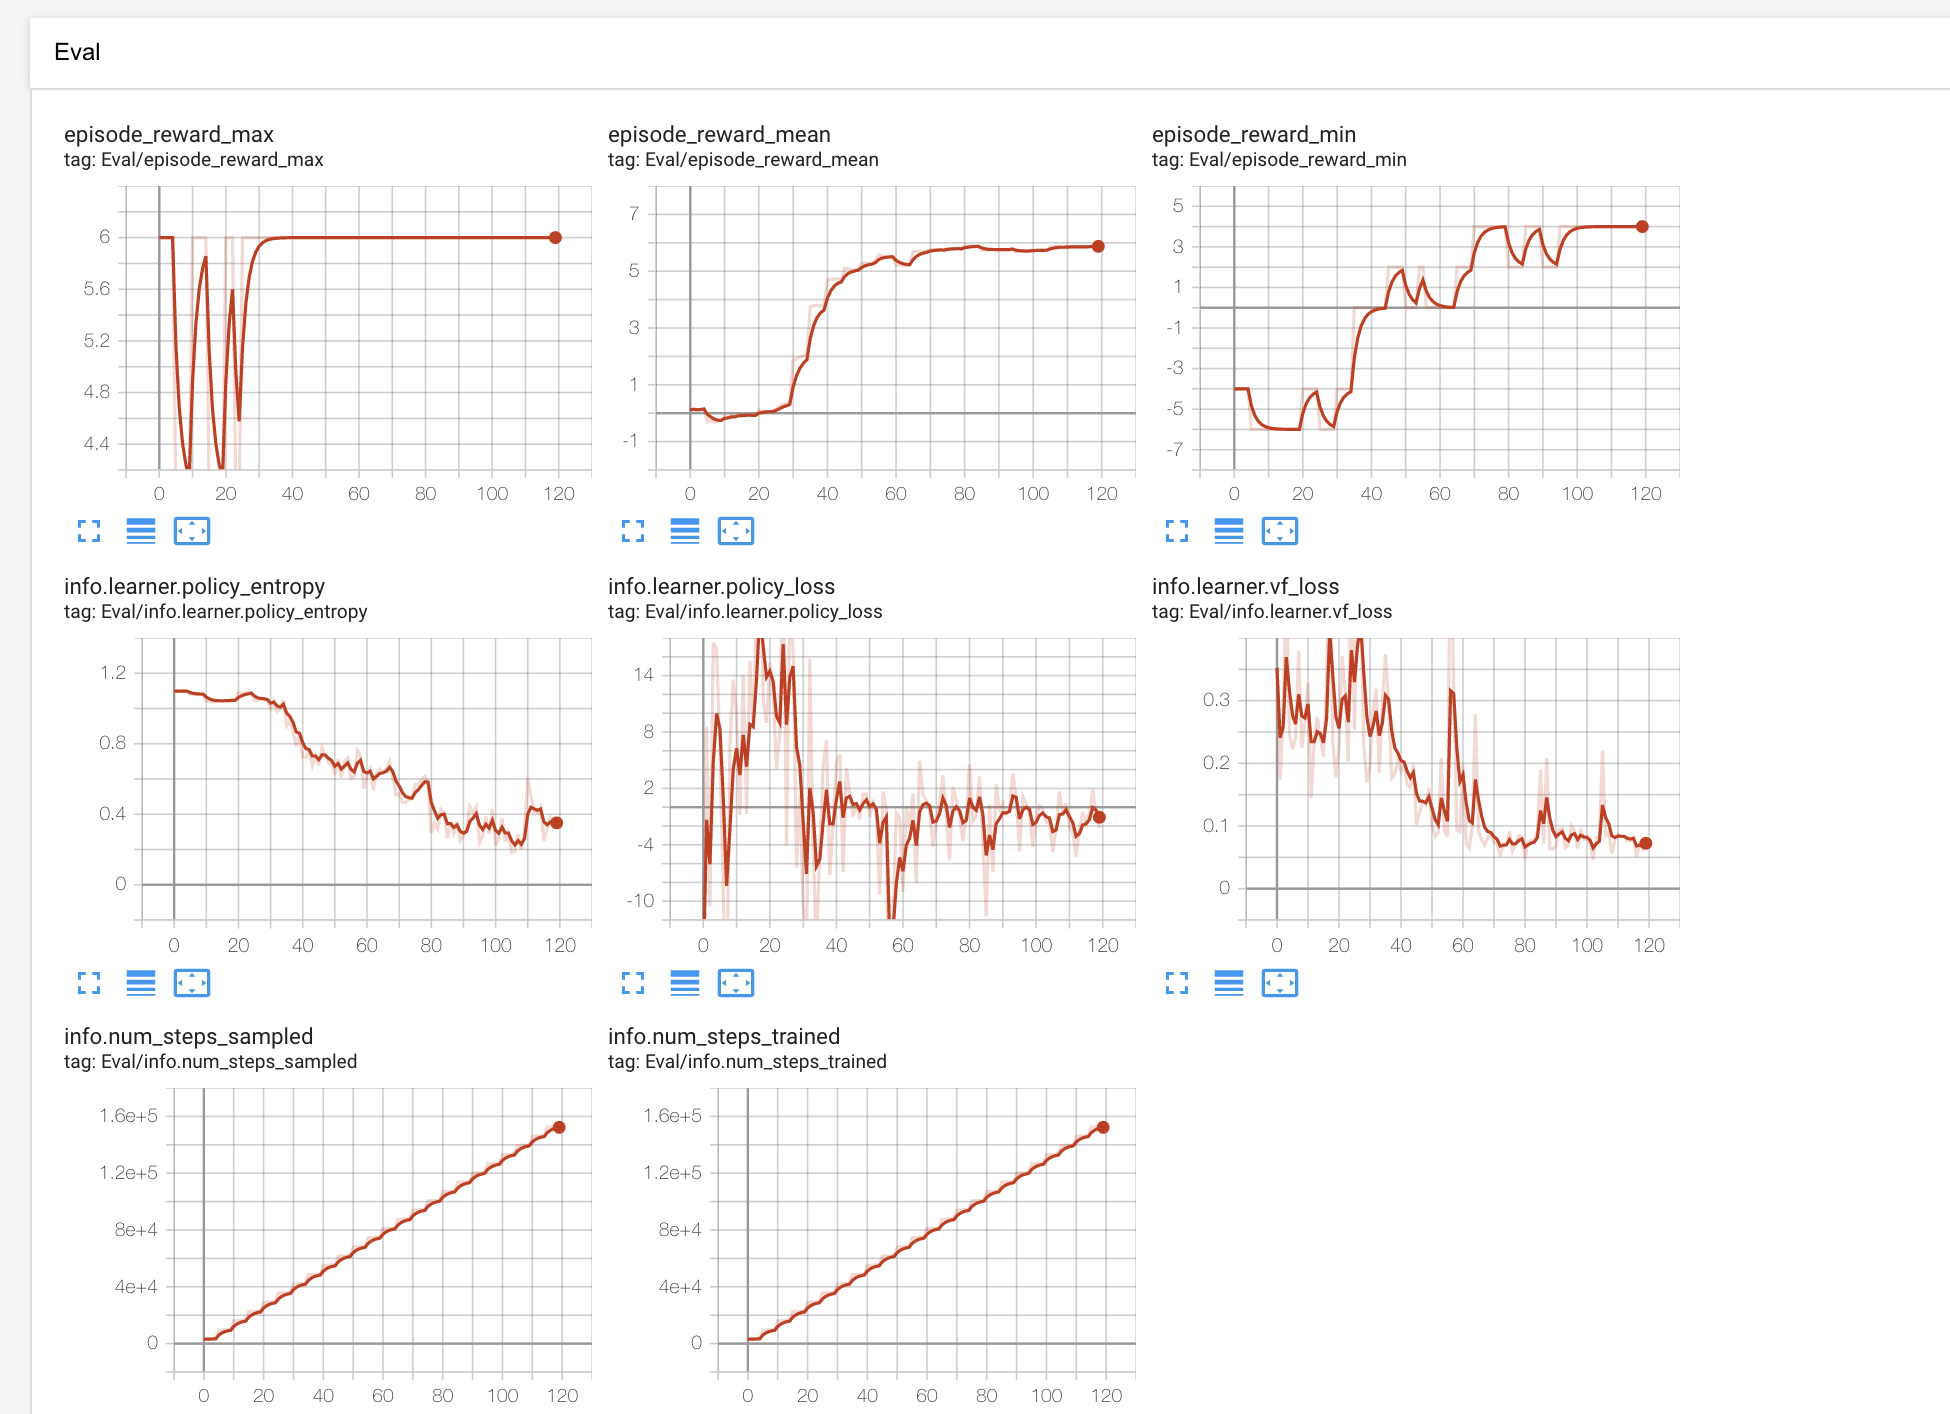 Eval
episode_reward_max
tag: Eval/episode_reward_max
6
5.6
5.2
4.8
4.4
0 20 40 60 80 100 120
episode_reward_mean
tag: Eval/episode_reward_mean
7
5
3
1
-1
0 20 40 60 80 100 120
episode_reward_min
tag: Eval/episode_reward_min
5
3
1
-1
-3
-5
-7
0 20 40 60 80 100 120
info.learner.policy_entropy
tag: Eval/info.learner.policy_entropy
1.2
0.8
0.4
0
0 20 40 60 80 100 120
info.learner.policy_loss
tag: Eval/info.learner.policy_loss
14
8
2
-4
-10
0 20 40 60 80 100 120
info.learner.vf_loss
tag: Eval/info.learner.vf_loss
0.3
0.2
0.1
0
0 20 40 60 80 100 120
info.num_steps_sampled
tag: Eval/info.num_steps_sampled
1.6e+5
1.2e+5
8e+4
4e+4
0
0 20 40 60 80 100 120
info.num_steps_trained
tag: Eval/info.num_steps_trained
1.6e+5
1.2e+5
8e+4
4e+4
0
0 20 40 60 80 100 120